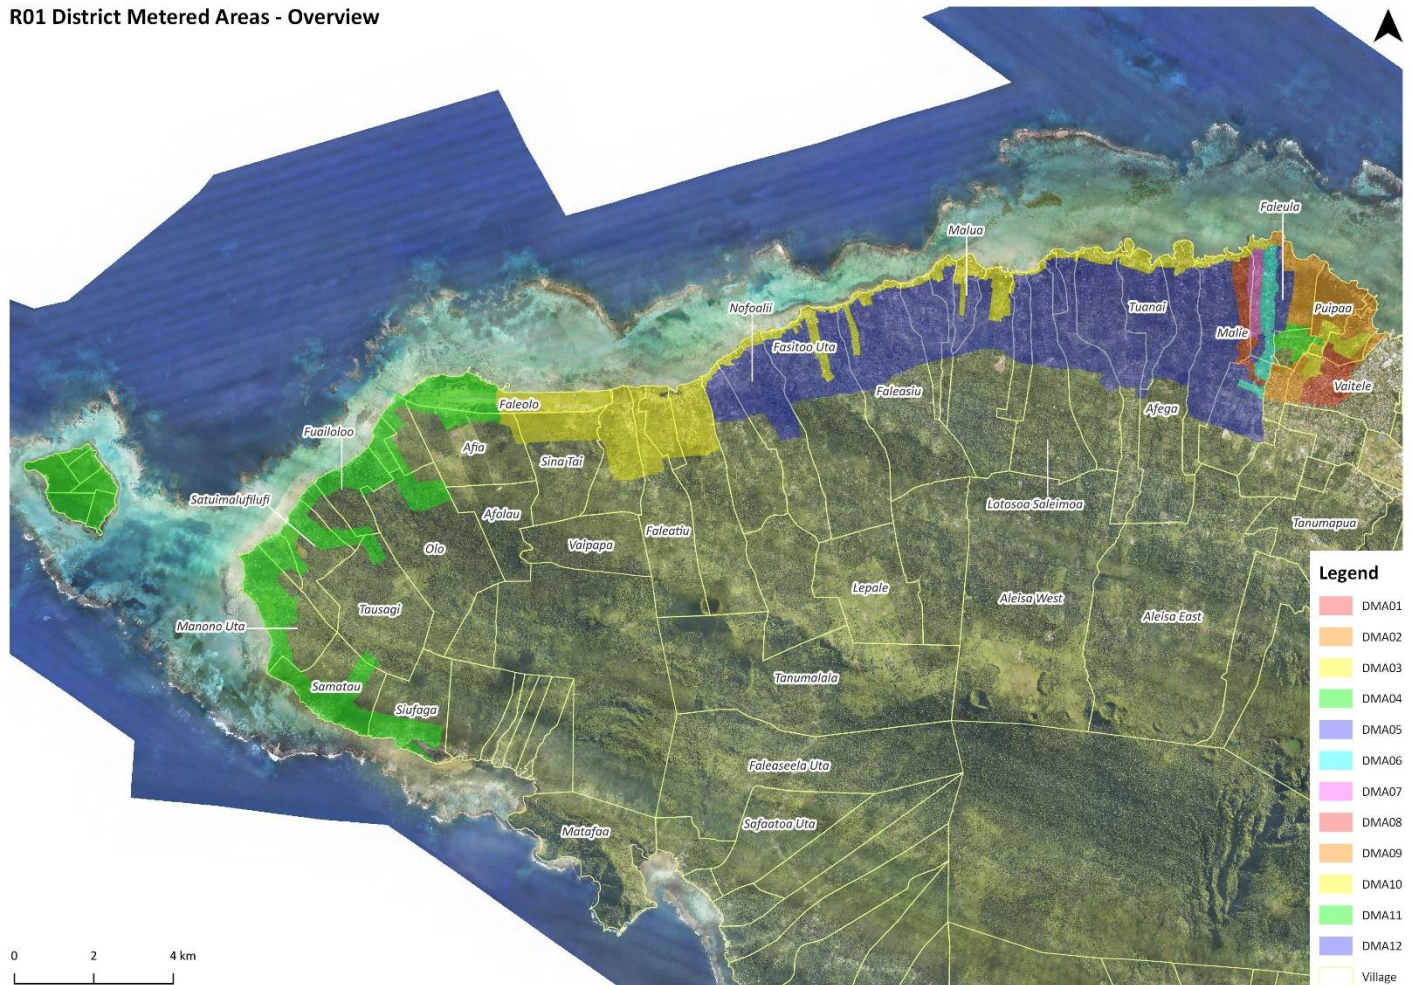 R01 District Metered Areas - Overview
Faleula
Malua
Nofoalii
Tuanai
Puipaa
Malie
Fasitoo Uta
Vaitele
Faleasiu
Faleolo
Afega
Fuailoloo
Afia
Sina Tai
Satuimalufilufi
Lotosoa Saleimoa
Afolau
Tanumapua
Faleatiu
Vaipapa
Olo
Lepale
Aleisa West
Tausagi
Aleisa East
Manono Uta
Tanumalala
Samatau
Siufaga
Faleaseela Uta
Safaatoa Uta
Matafaa
Legend
DMA01
DMA02
DMA03
DMA04
DMA05
DMA06
DMA07
DMA08
DMA09
DMA10
DMA11
DMA12
Village
0 2 4 km